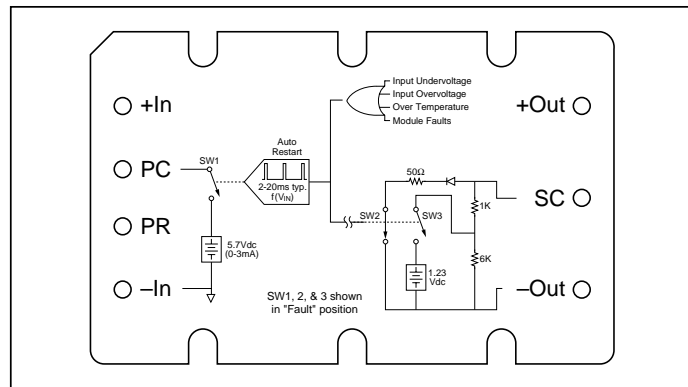 +In
PC
PR
–In
SW1
5.7Vdc
(0-3mA)
Auto
Restart
2-20ms typ.
f(VIN)
Input Undervoltage
Input Overvoltage
Over Temperature
Module Faults
50Ω
SW2
SW3
1.23
Vdc
1K
6K
SW1, 2, & 3 shown
in "Fault" position
+Out
SC
–Out